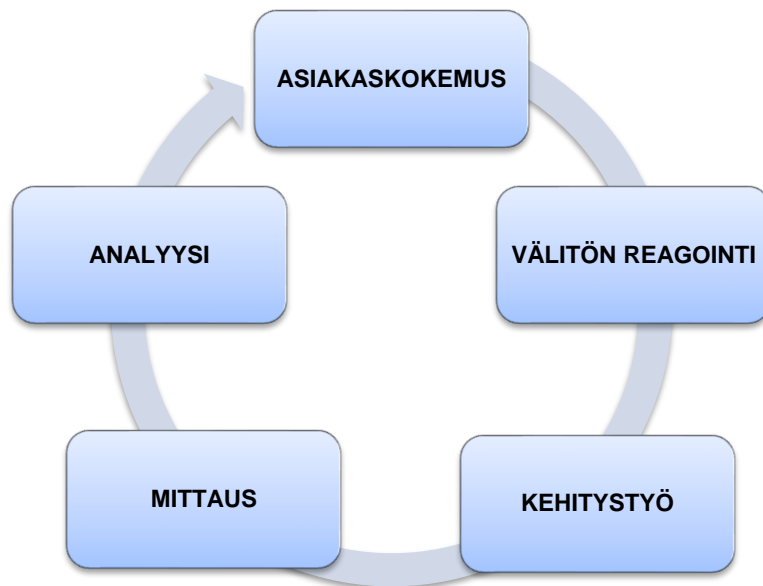 ASIAKASKOKEMUS
VÄLITÖN REAGOINTI
KEHITYSTYÖ
MITTAUS
ANALYYSI